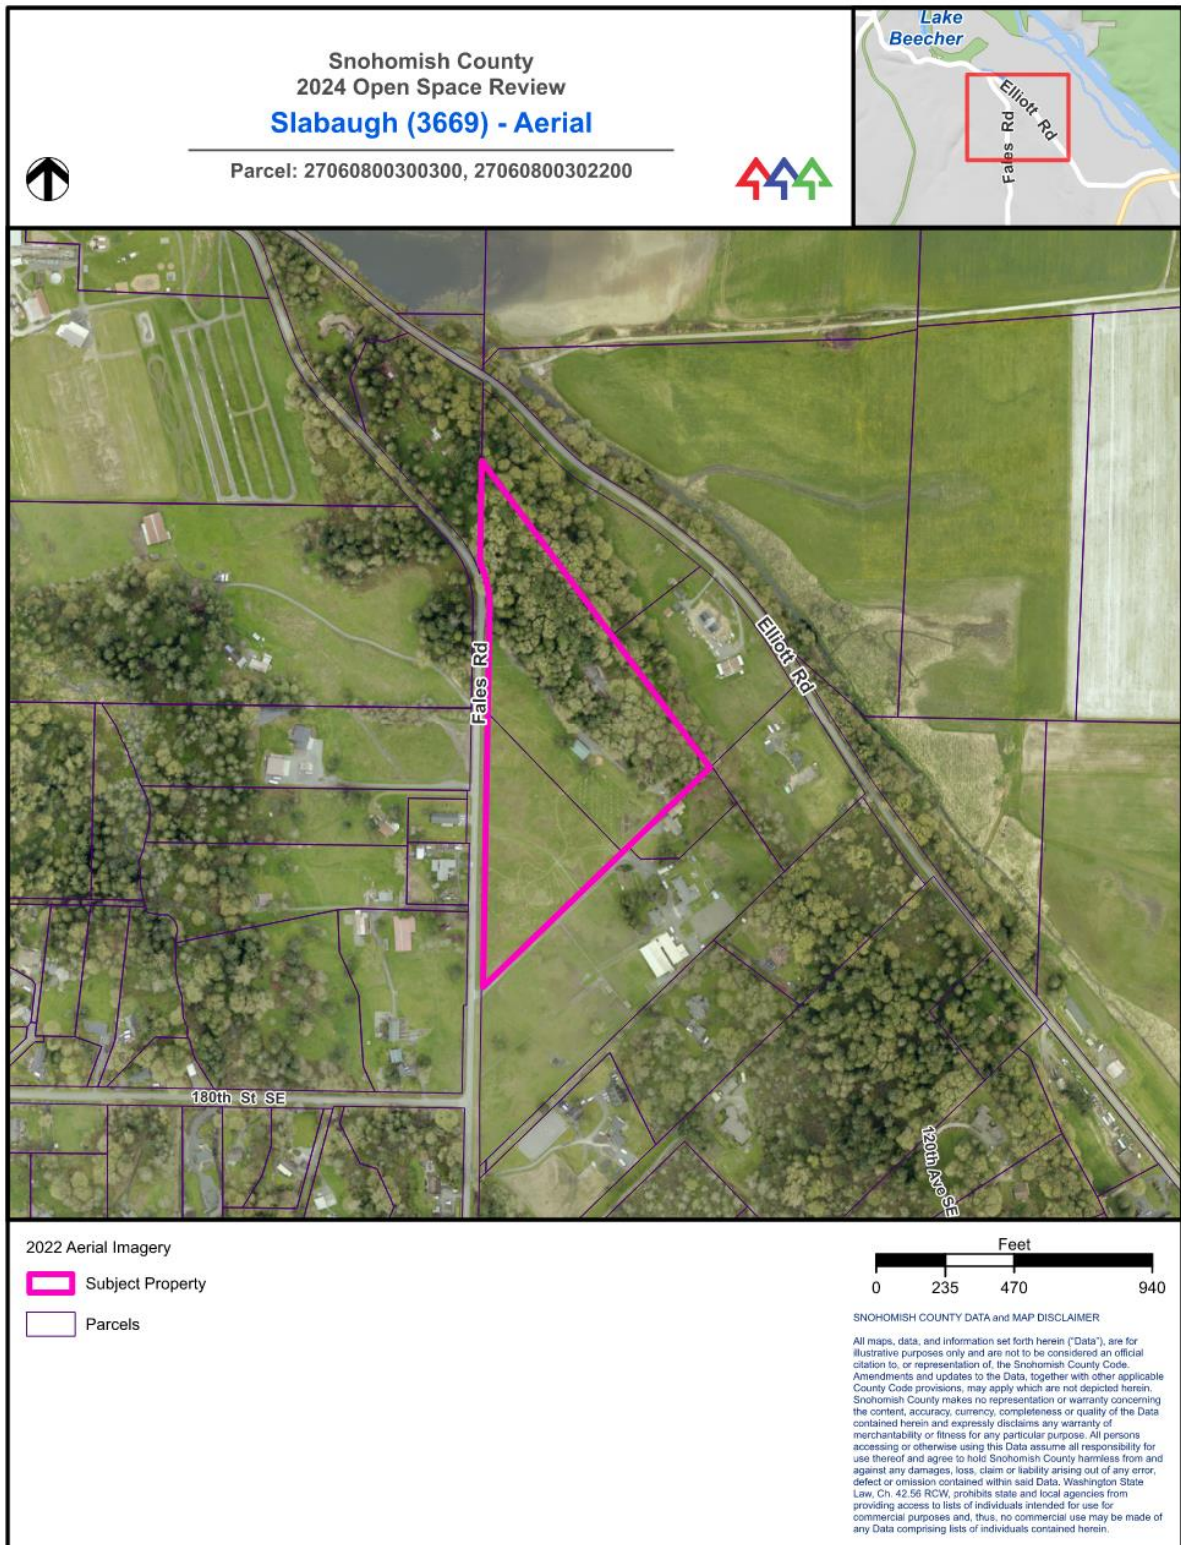 Snohomish County
2024 Open Space Review
Slabaugh (3669) - Aerial
Parcel: 27060800300300, 27060800302200
Lake
Beecher
Elliott Rd
Fales Rd
Fales Rd
Elliott Rd
180th St SE
120th Ave SE
2022 Aerial Imagery
Subject Property
Parcels
Feet
0 235 470 940
SNOHOMISH COUNTY DATA and MAP DISCLAIMER
All maps, data, and information set forth herein ("Data"), are for
illustrative purposes only and are not to be considered an official
citation to, or representation of, the Snohomish County Code.
Amendments and updates to the Data, together with other applicable
County Code provisions, may apply which are not depicted herein.
Snohomish County makes no representation or warranty concerning
the content, accuracy, currency, completeness or quality of the Data
contained herein and expressly disclaims any warranty of
merchantability or fitness for any particular purpose. All persons
accessing or otherwise using this Data assume all responsibility for
use thereof and agree to hold Snohomish County harmless from and
against any damages, loss, claim or liability arising out of any error,
defect or omission contained within said Data. Washington State
Law, Ch. 42.56 RCW, prohibits state and local agencies from
providing access to lists of individuals intended for use for
commercial purposes and, thus, no commercial use may be made of
any Data comprising lists of individuals contained herein.